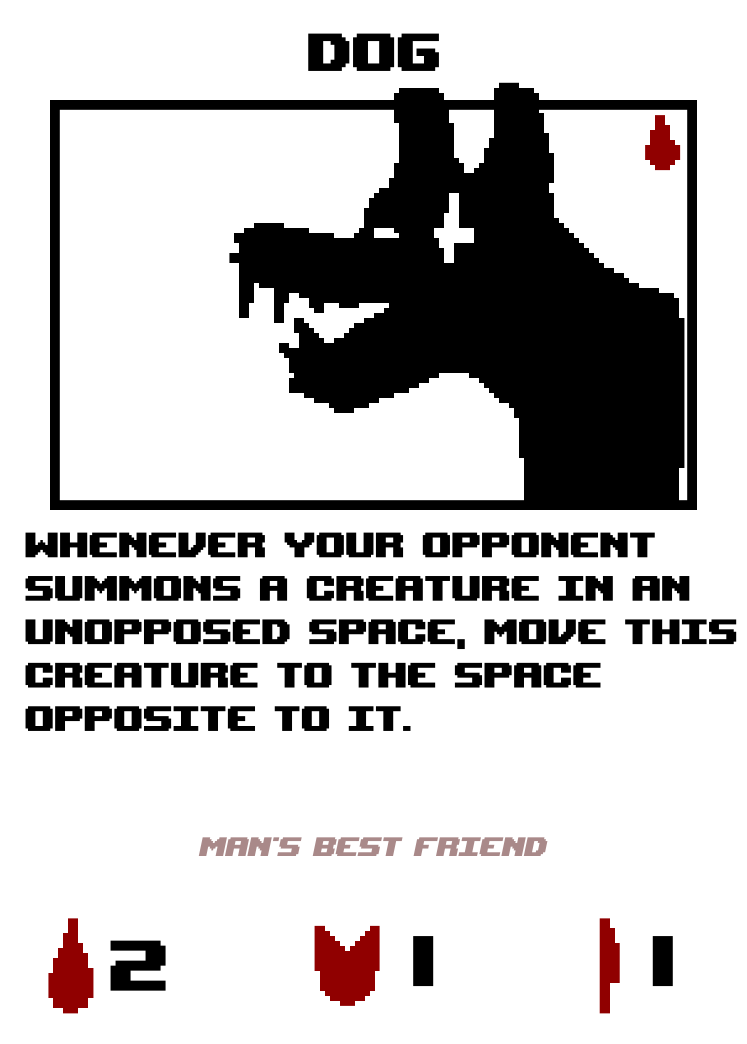 DOG
WHENEVER YOUR OPPONENT
SUMMONS A CREATURE IN AN
UNOPPOSED SPACE, MOVE THIS
CREATURE TO THE SPACE
OPPOSITE TO IT.
MAN'S BEST FRIEND
2 1 1